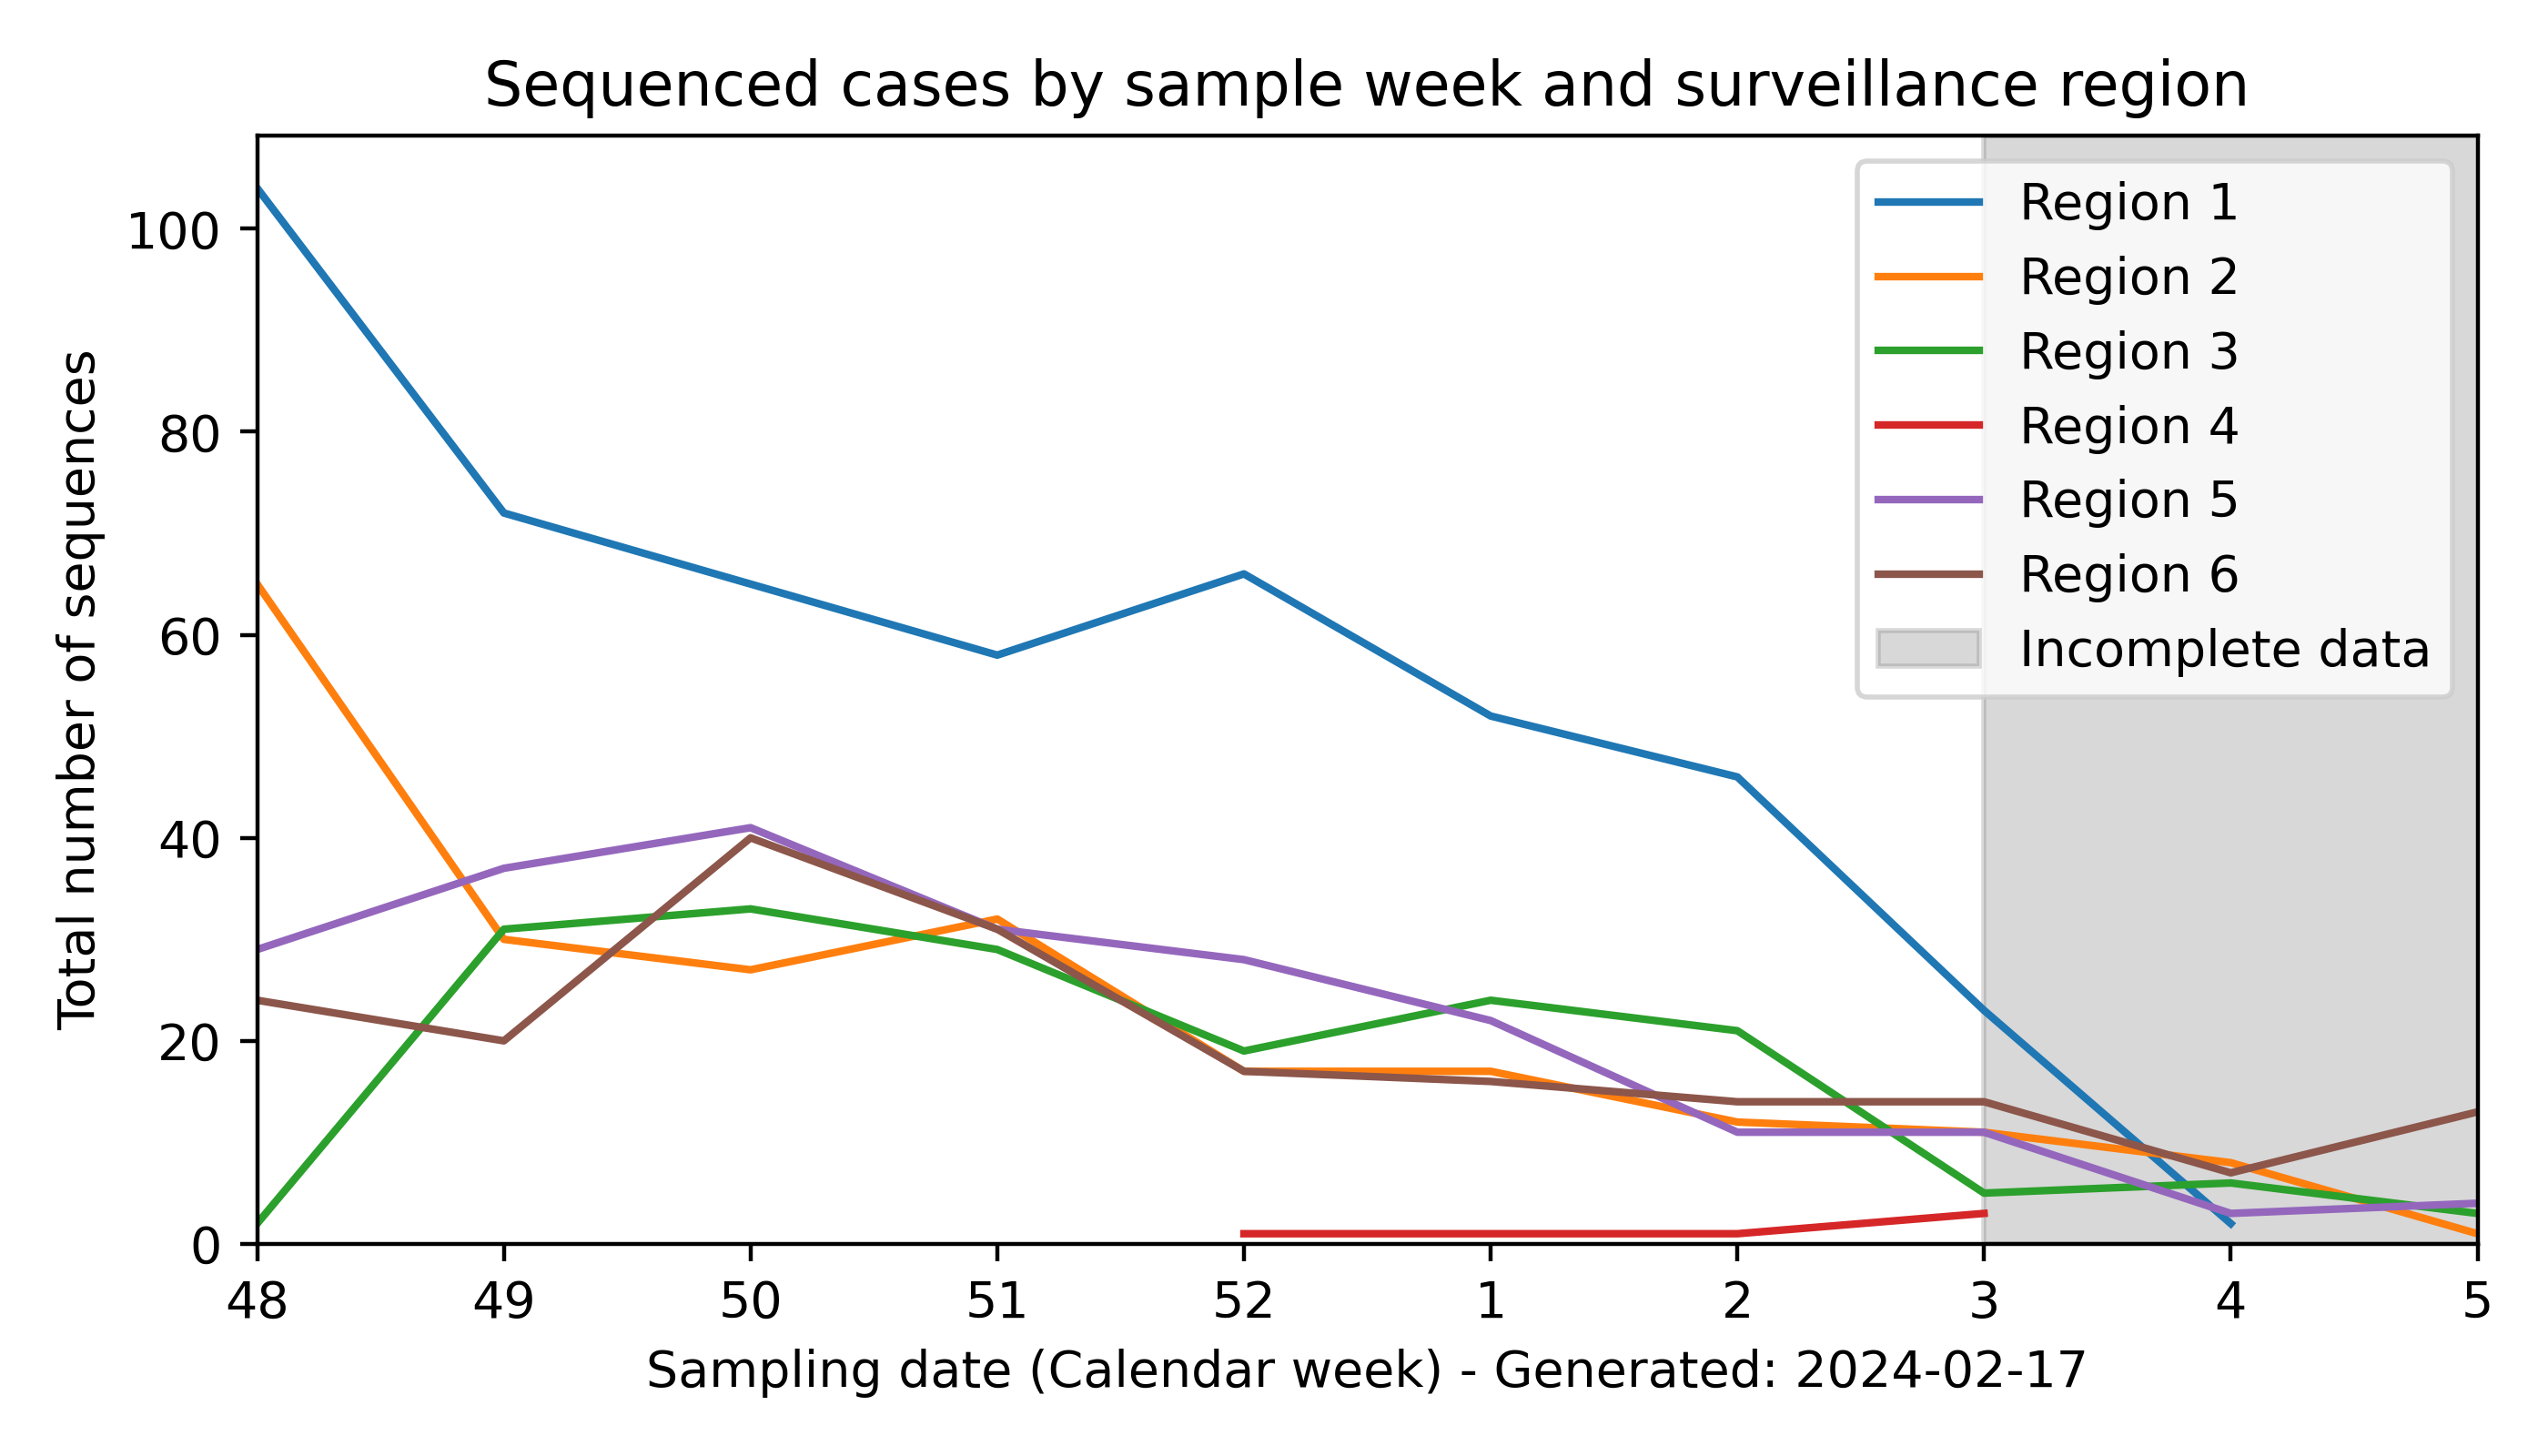 Sequenced cases by sample week and surveillance region
Total number of sequences
100
80
60
40
20
0
Region 1
Region 2
Region 3
Region 4
Region 5
Region 6
Incomplete data
48 49 50 51 52 1 2 3 4 5
Sampling date (Calendar week) - Generated: 2024-02-17